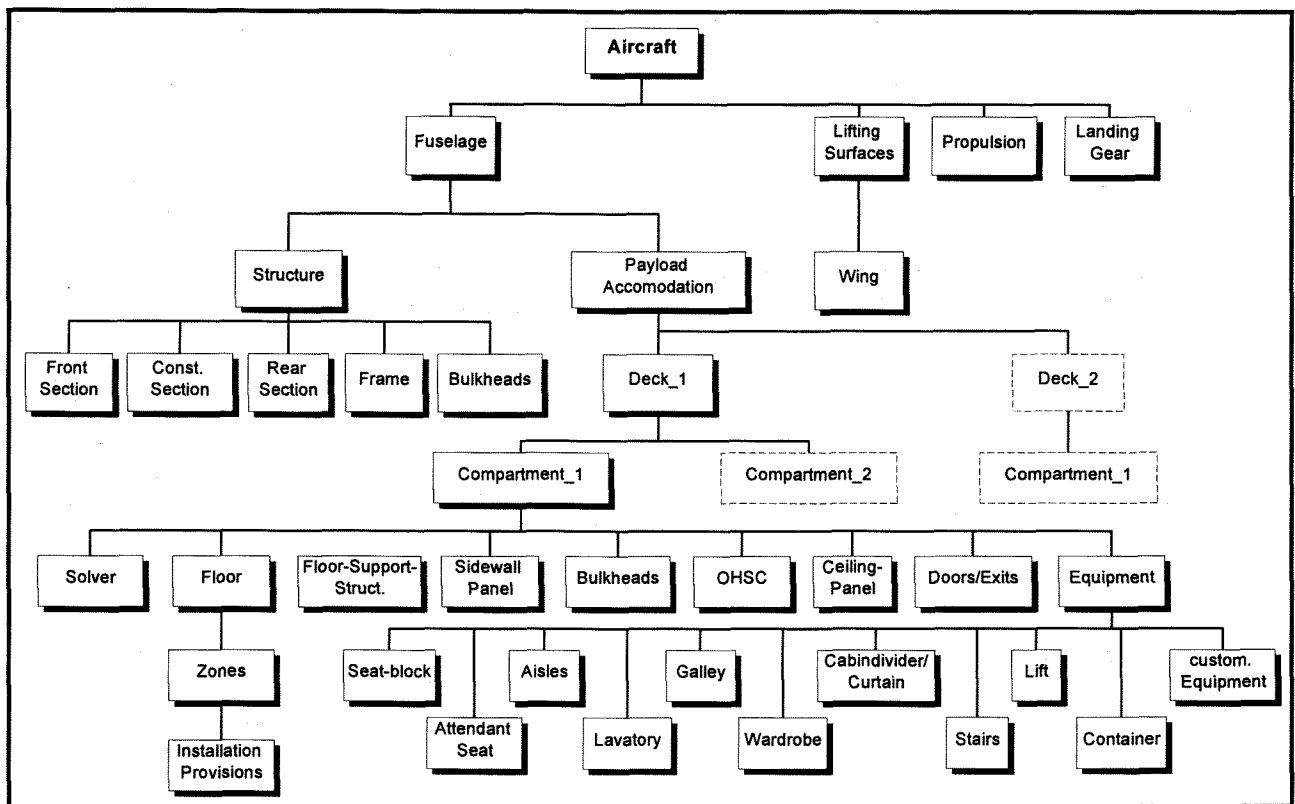 Aircraft
Fuselage
Lifting
Surfaces
Propulsion
Landing
Gear
Structure
Payload
Accomodation
Wing
Front
Section
Const.
Section
Rear
Section
Frame
Bulkheads
Deck_1
Deck_2
Compartment_1
Compartment_2
Compartment_1
Solver
Floor
Floor-Support-
Struct.
Sidewall
Panel
Bulkheads
OHSC
Ceiling-
Panel
Doors/Exits
Equipment
Zones
Seat-block
Aisles
Galley
Cabindivider/
Curtain
Lift
custom.
Equipment
Installation
Provisions
Attendant
Seat
Lavatory
Wardrobe
Stairs
Container